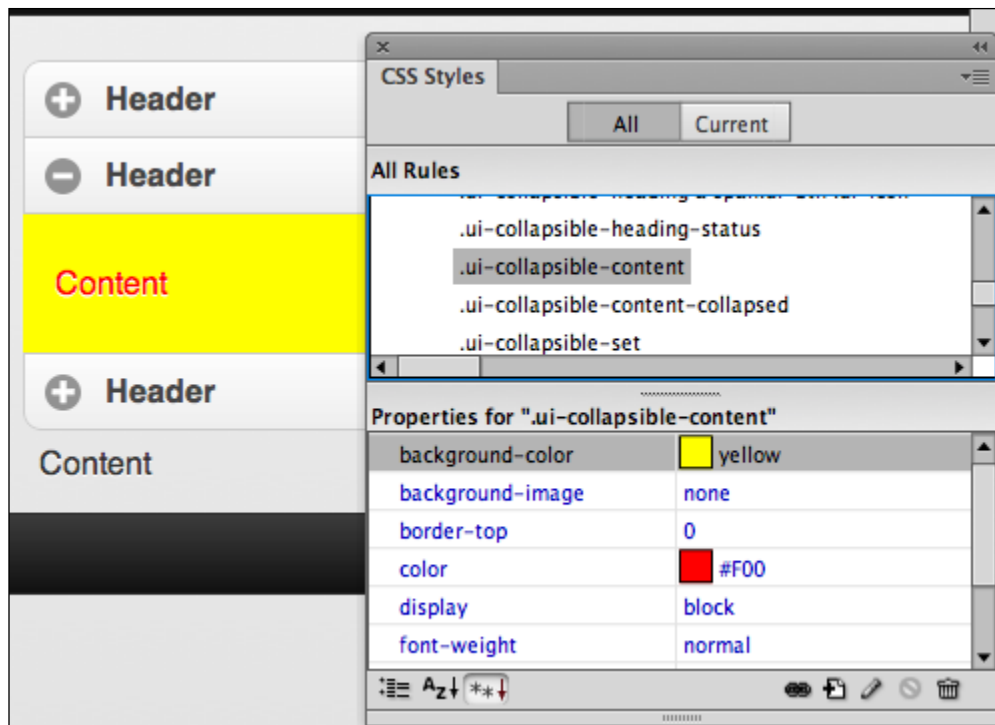 Header
Header
Content
Header
Content
CSS Styles
All Current
All Rules
.ui-collapsible-heading-status
.ui-collapsible-content
.ui-collapsible-content-collapsed
.ui-collapsible-set
Properties for ".ui-collapsible-content"
background-color yellow
background-image none
border-top 0
color #F00
display block
font-weight normal